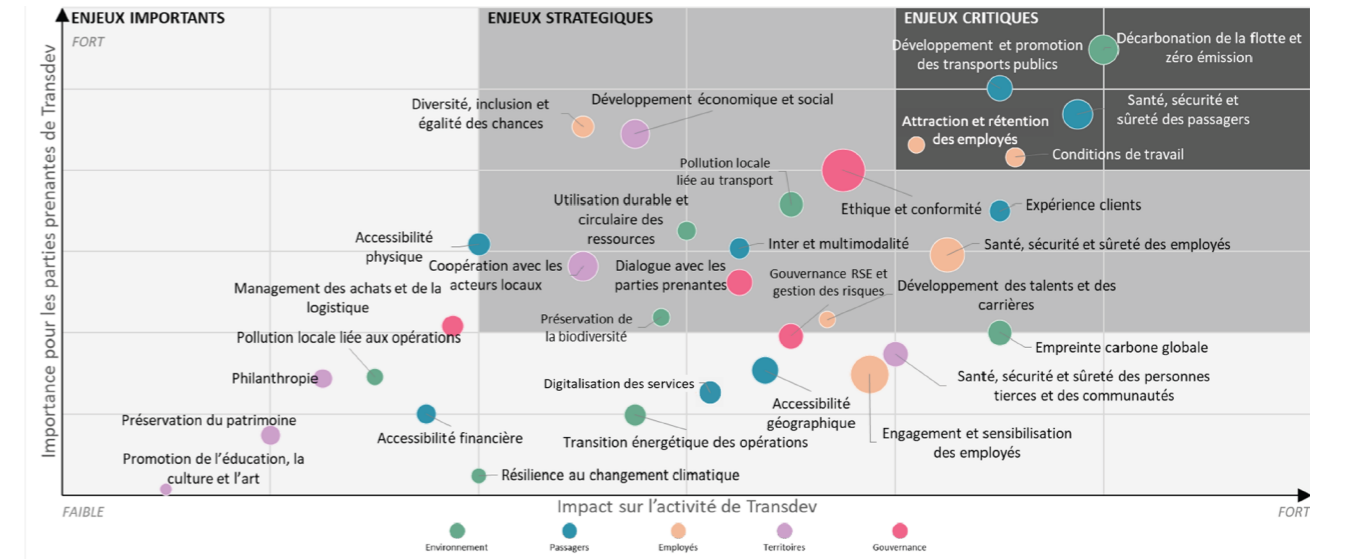 ENJEUX IMPORTANTS
ENJEUX STRATEGIQUES
ENJEUX CRITIQUES
FORT
Importance pour les parties prenantes de Transdev
Développement et promotion
des transports publics
Décarbonation de la flotte et
zéro émission
Diversité, inclusion et
égalité des chances
Développement économique et social
Santé, sécurité et
sûreté des passagers
Attraction et rétention
des employés
Conditions de travail
Pollution locale
liée au transport
Utilisation durable et
circulaire des
ressources
Ethique et conformité
Expérience clients
Accessibilité
physique
Inter et multimodalité
Santé, sécurité et sûreté des employés
Coopération avec les
acteurs locaux
Dialogue avec les
parties prenantes
Gouvernance RSE et
gestion des risques
Développement des talents et des
carrières
Management des achats et de la
logistique
Préservation de
la biodiversité
Pollution locale liée aux opérations
Empreinte carbone globale
Philanthropie
Digitalisation des services
Santé, sécurité et sûreté des personnes
tierces et des communautés
Accessibilité
géographique
Préservation du patrimoine
Accessibilité financière
Transition énergétique des opérations
Engagement et sensibilisation
des employés
Promotion de l'éducation, la
culture et l'art
Résilience au changement climatique
FAIBLE
Impact sur l'activité de Transdev
FORT
Environnement
Passagers
Employés
Territoires
Gouvernance